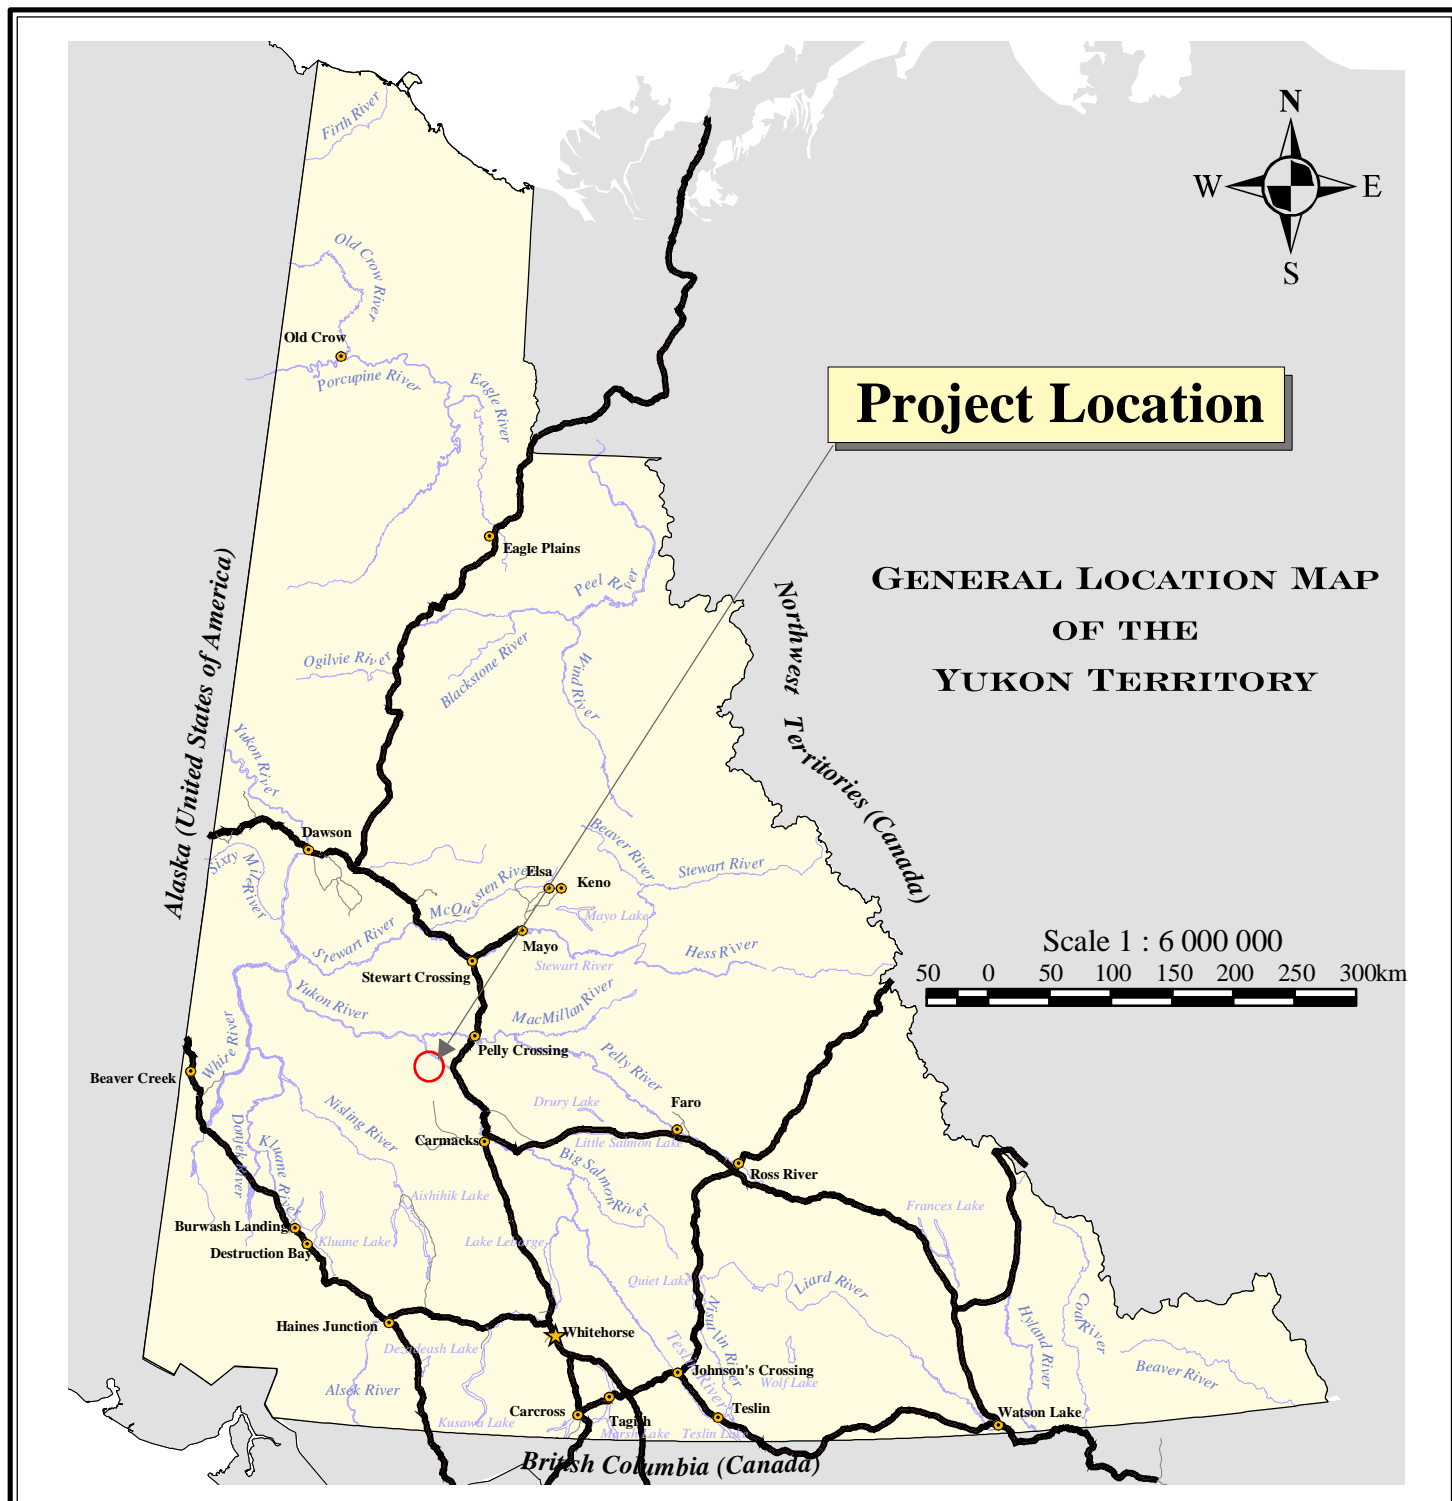 N
W E
S
Firth River
Old Crow River
Old Crow
Porcupine River
Eagle River
Project Location
Eagle Plains
Peel River
GENERAL LOCATION MAP
OF THE
YUKON TERRITORY
Northwest Territories (Canada)
Alaska (United States of America)
Ogilvie River
Blackstone River
Wind River
Yukon River
Dawson
Sixty Mile River
Beaver River
Stewart River
McQuesten River
Elsa
Keno
Mayo Lake
Mayo
Stewart River
Stewart River
Hess River
Stewart Crossing
Scale 1 : 6 000 000
50 0 50 100 150 200 250 300km
Yukon River
MacMillan River
Pelly Crossing
White River
Beaver Creek
Pelly River
Nisling River
Drury Lake
Faro
Donjek River
Kluane River
Carmacks
Little Salmon Lake
Big Salmon River
Ross River
Aishihik Lake
Frances Lake
Burwash Landing
Kluane Lake
Lake Lebarge
Destruction Bay
Quiet Lake
Liard River
Nisutlin River
Hyland River
Coal River
Haines Junction
Whitehorse
Dezadeash Lake
Teslin River
Johnson's Crossing
Wolf Lake
Beaver River
Alsek River
Carcross
Tagish
Teslin
Watson Lake
Kusawa Lake
Marsh Lake
Teslin Lake
British Columbia (Canada)